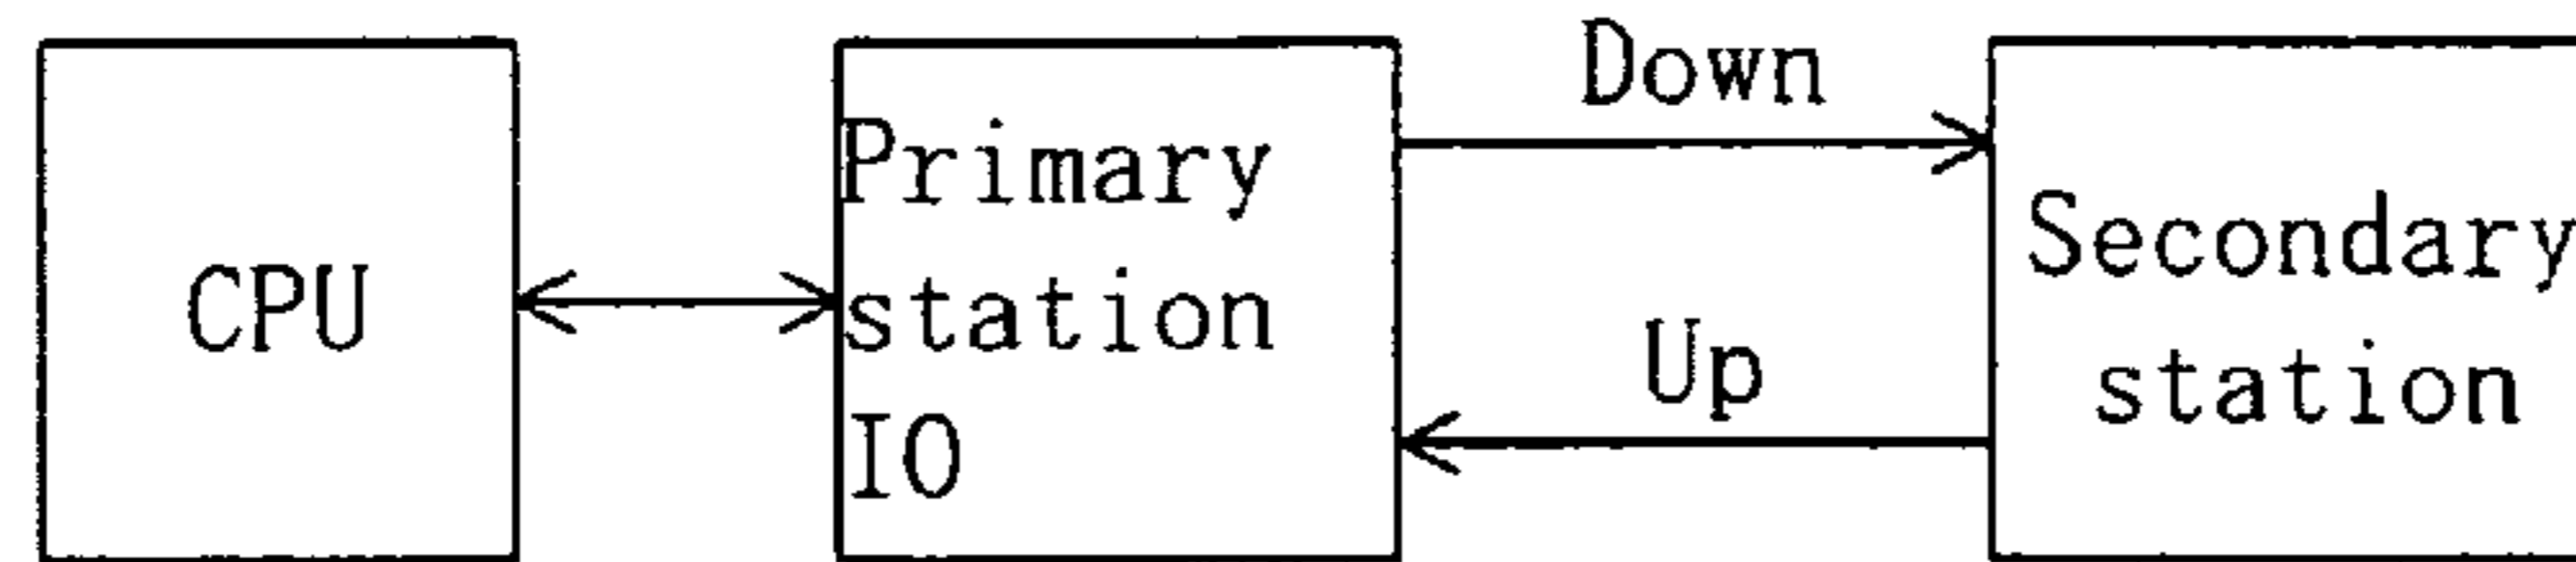 CPU
Primary
station
IO
Down
Up
Secondary
station